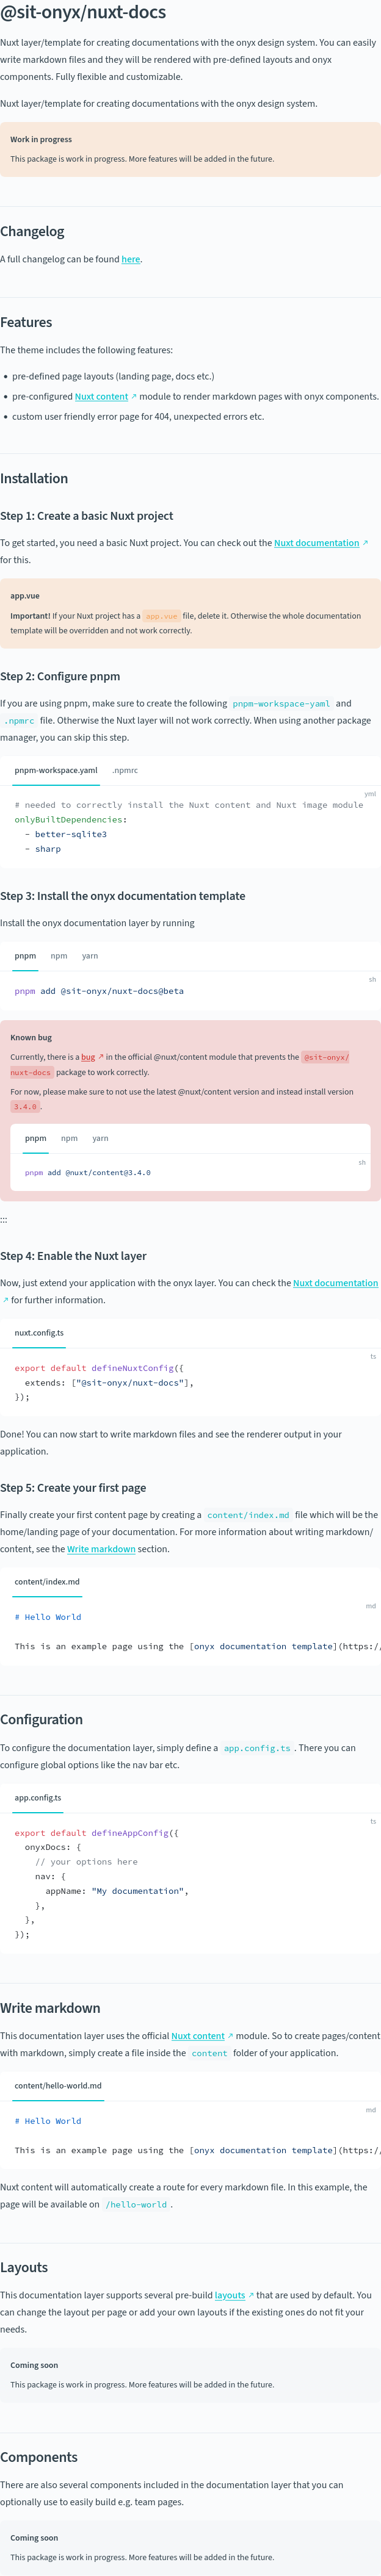 @sit-onyx/nuxt-docs
Nuxt layer/template for creating documentations with the onyx design system. You can easily
write markdown files and they will be rendered with pre-defined layouts and onyx
components. Fully flexible and customizable.
Nuxt layer/template for creating documentations with the onyx design system.
Work in progress
This package is work in progress. More features will be added in the future.
Changelog
A full changelog can be found here.
Features
The theme includes the following features:
• pre-defined page layouts (landing page, docs etc.)
• pre-configured Nuxt content ↗ module to render markdown pages with onyx components.
• custom user friendly error page for 404, unexpected errors etc.
Installation
Step 1: Create a basic Nuxt project
To get started, you need a basic Nuxt project. You can check out the Nuxt documentation ↗
for this.
app.vue
Important! If your Nuxt project has a app.vue file, delete it. Otherwise the whole documentation
template will be overridden and not work correctly.
Step 2: Configure pnpm
If you are using pnpm, make sure to create the following pnpm-workspace-yaml and
.npmrc file. Otherwise the Nuxt layer will not work correctly. When using another package
manager, you can skip this step.
pnpm-workspace.yaml .npmrc
yml
# needed to correctly install the Nuxt content and Nuxt image module
onlyBuiltDependencies:
- better-sqlite3
- sharp
Step 3: Install the onyx documentation template
Install the onyx documentation layer by running
pnpm npm yarn
sh
pnpm add @sit-onyx/nuxt-docs@beta
Known bug
Currently, there is a bug ↗ in the official @nuxt/content module that prevents the @sit-onyx/
nuxt-docs package to work correctly.
For now, please make sure to not use the latest @nuxt/content version and instead install version
3.4.0.
pnpm npm yarn
sh
pnpm add @nuxt/content@3.4.0
:::
Step 4: Enable the Nuxt layer
Now, just extend your application with the onyx layer. You can check the Nuxt documentation
↗ for further information.
nuxt.config.ts
ts
export default defineNuxtConfig({
extends: ["@sit-onyx/nuxt-docs"],
});
Done! You can now start to write markdown files and see the renderer output in your
application.
Step 5: Create your first page
Finally create your first content page by creating a content/index.md file which will be the
home/landing page of your documentation. For more information about writing markdown/
content, see the Write markdown section.
content/index.md
md
# Hello World
This is an example page using the [onyx documentation template](https:/
Configuration
To configure the documentation layer, simply define a app.config.ts . There you can
configure global options like the nav bar etc.
app.config.ts
ts
export default defineAppConfig({
onyxDocs: {
// your options here
nav: {
appName: "My documentation",
},
},
});
Write markdown
This documentation layer uses the official Nuxt content ↗ module. So to create pages/content
with markdown, simply create a file inside the content folder of your application.
content/hello-world.md
md
# Hello World
This is an example page using the [onyx documentation template](https:/
Nuxt content will automatically create a route for every markdown file. In this example, the
page will be available on /hello-world .
Layouts
This documentation layer supports several pre-build layouts ↗ that are used by default. You
can change the layout per page or add your own layouts if the existing ones do not fit your
needs.
Coming soon
This package is work in progress. More features will be added in the future.
Components
There are also several components included in the documentation layer that you can
optionally use to easily build e.g. team pages.
Coming soon
This package is work in progress. More features will be added in the future.